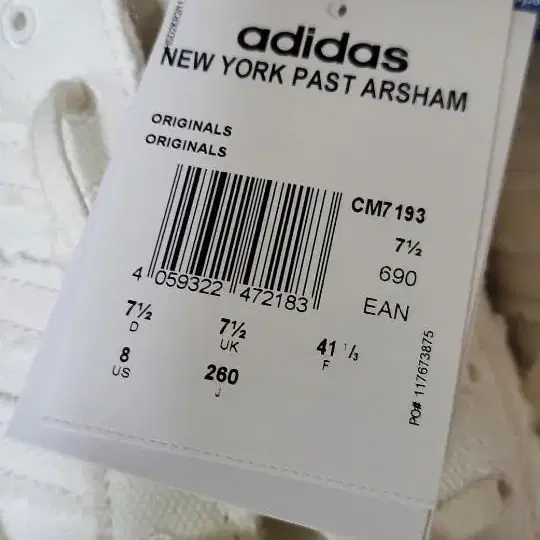 adidas
NEW YORK PAST ARSHAM
ORIGINALS
ORIGINALS
CM7193
7½
690
EAN
4 059322 472183
7½
D
7½
UK
41 ⅓
F
8
US
260
J
PO# 117673875